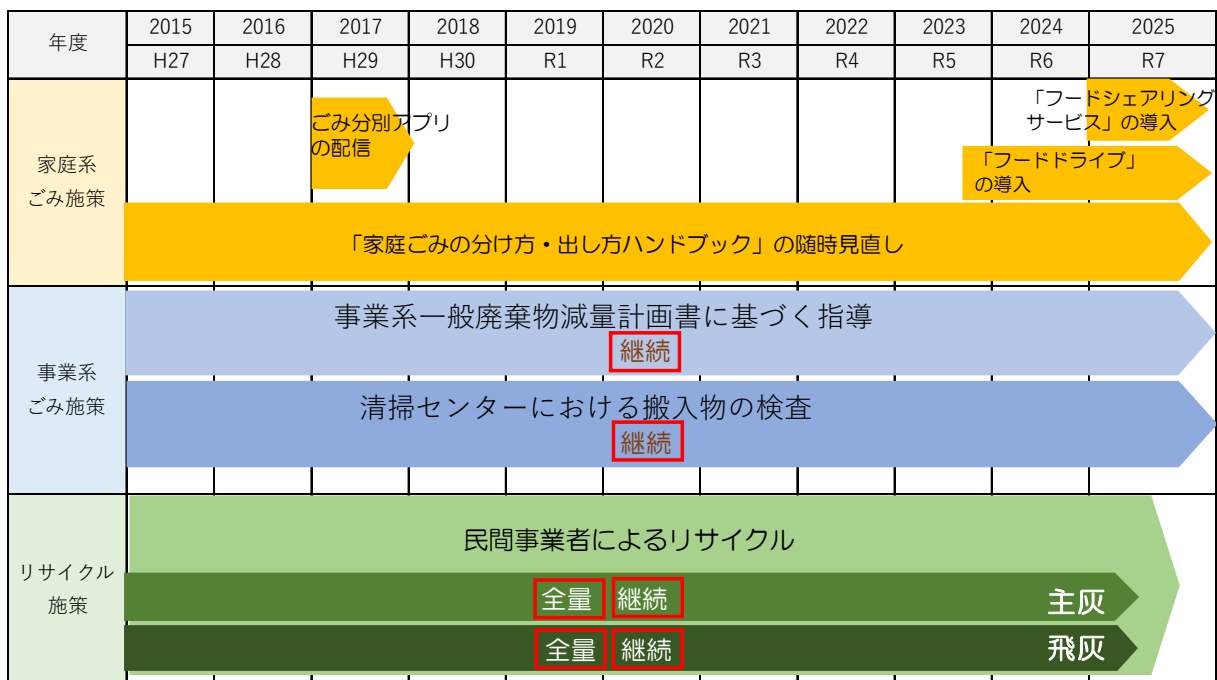 年度
2015 2016 2017 2018 2019 2020 2021 2022 2023 2024 2025
H27 H28 H29 H30 R1 R2 R3 R4 R5 R6 R7
家庭系
ごみ施策
ごみ分別アプリ
の配信
「フードシェアリング
サービス」の導入
「フードドライブ」
の導入
「家庭ごみの分け方・出し方ハンドブック」の随時見直し
事業系
ごみ施策
事業系一般廃棄物減量計画書に基づく指導
継続
清掃センターにおける搬入物の検査
継続
リサイクル
施策
民間事業者によるリサイクル
全量 継続 主灰
全量 継続 飛灰